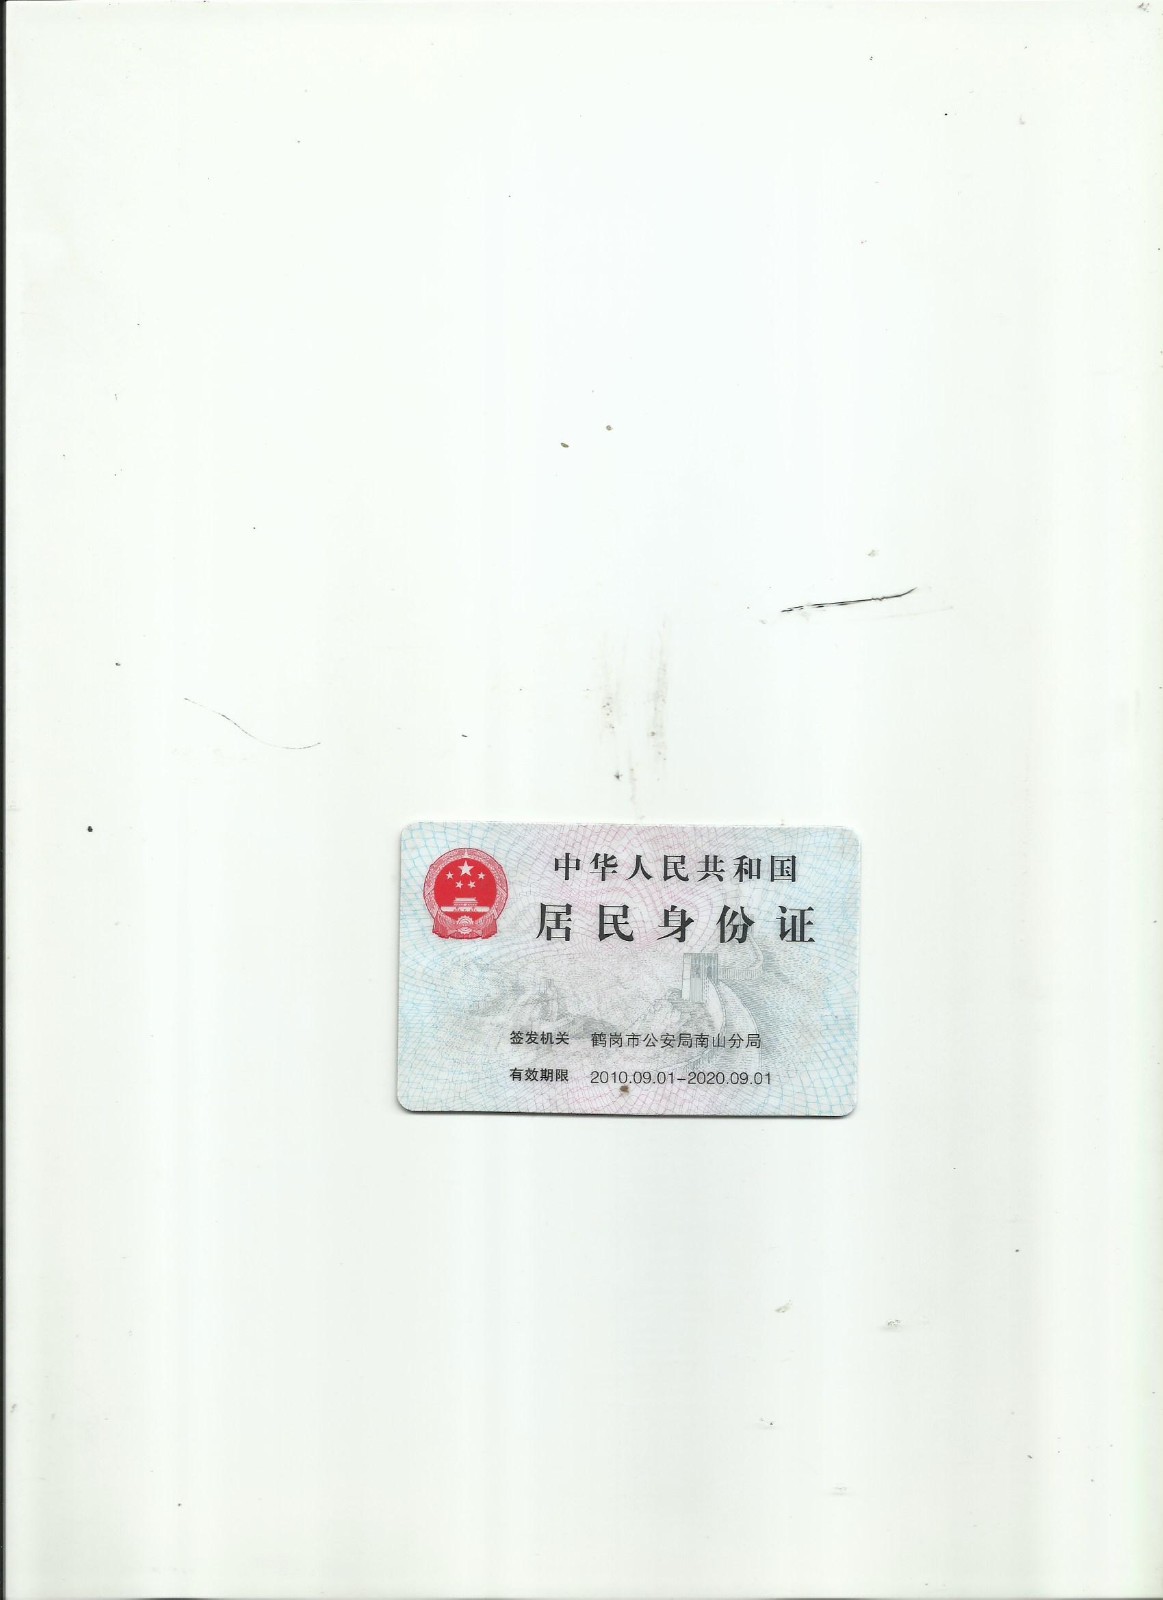 中华人民共和国
居民身份证
签发机关 鹤岗市公安局南山分局
有效期限 2010.09.01-2020.09.01